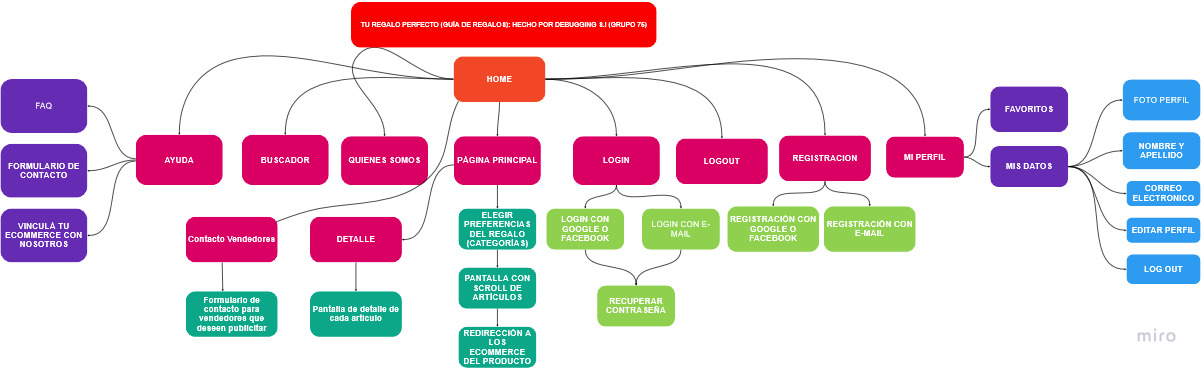 TU REGALO PERFECTO (GUÍA DE REGALOS): HECHO POR DEBUGGING 8.I (GRUPO 75)
HOME
FAQ
FORMULARIO DE
CONTACTO
VINCULÁ TU
ECOMMERCE CON
NOSOTROS
AYUDA
BUSCADOR
QUIENES SOMOS
PÁGINA PRINCIPAL
LOGIN
LOGOUT
REGISTRACION
MI PERFIL
FAVORITOS
MIS DATOS
FOTO PERFIL
NOMBRE Y
APELLIDO
CORREO
ELECTRONICO
EDITAR PERFIL
LOG OUT
Contacto Vendedores
DETALLE
ELEGIR
PREFERENCIAS
DEL REGALO
(CATEGORÍAS)
LOGIN CON
GOOGLE O
FACEBOOK
LOGIN CON E-
MAIL
REGISTRACIÓN CON
GOOGLE O
FACEBOOK
REGISTRACIÓN CON
E-MAIL
Formulario de
contacto para
vendedores que
deseen publicitar
Pantalla de detalle de
cada artículo
PANTALLA CON
SCROLL DE
ARTÍCULOS
RECUPERAR
CONTRASEÑA
REDIRECCIÓN A
LOS
ECOMMERCE
DEL PRODUCTO
miro